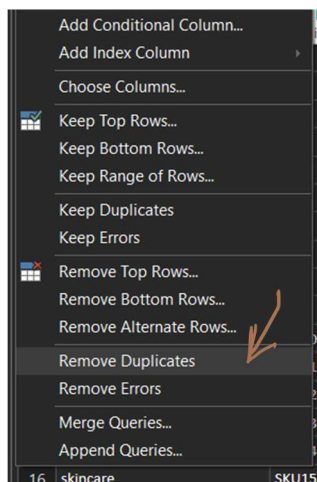 Add Conditional Column...
Add Index Column
Choose Columns...
Keep Top Rows...
Keep Bottom Rows...
Keep Range of Rows...
Keep Duplicates
Keep Errors
Remove Top Rows...
Remove Bottom Rows...
Remove Alternate Rows...
Remove Duplicates
Remove Errors
Merge Queries...
Append Queries...
16 skincare SKU15